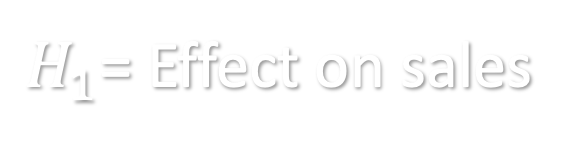 H₁= Effect on sales